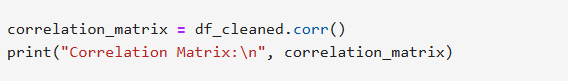 correlation_matrix = df_cleaned.corr()
print("Correlation Matrix:\n", correlation_matrix)